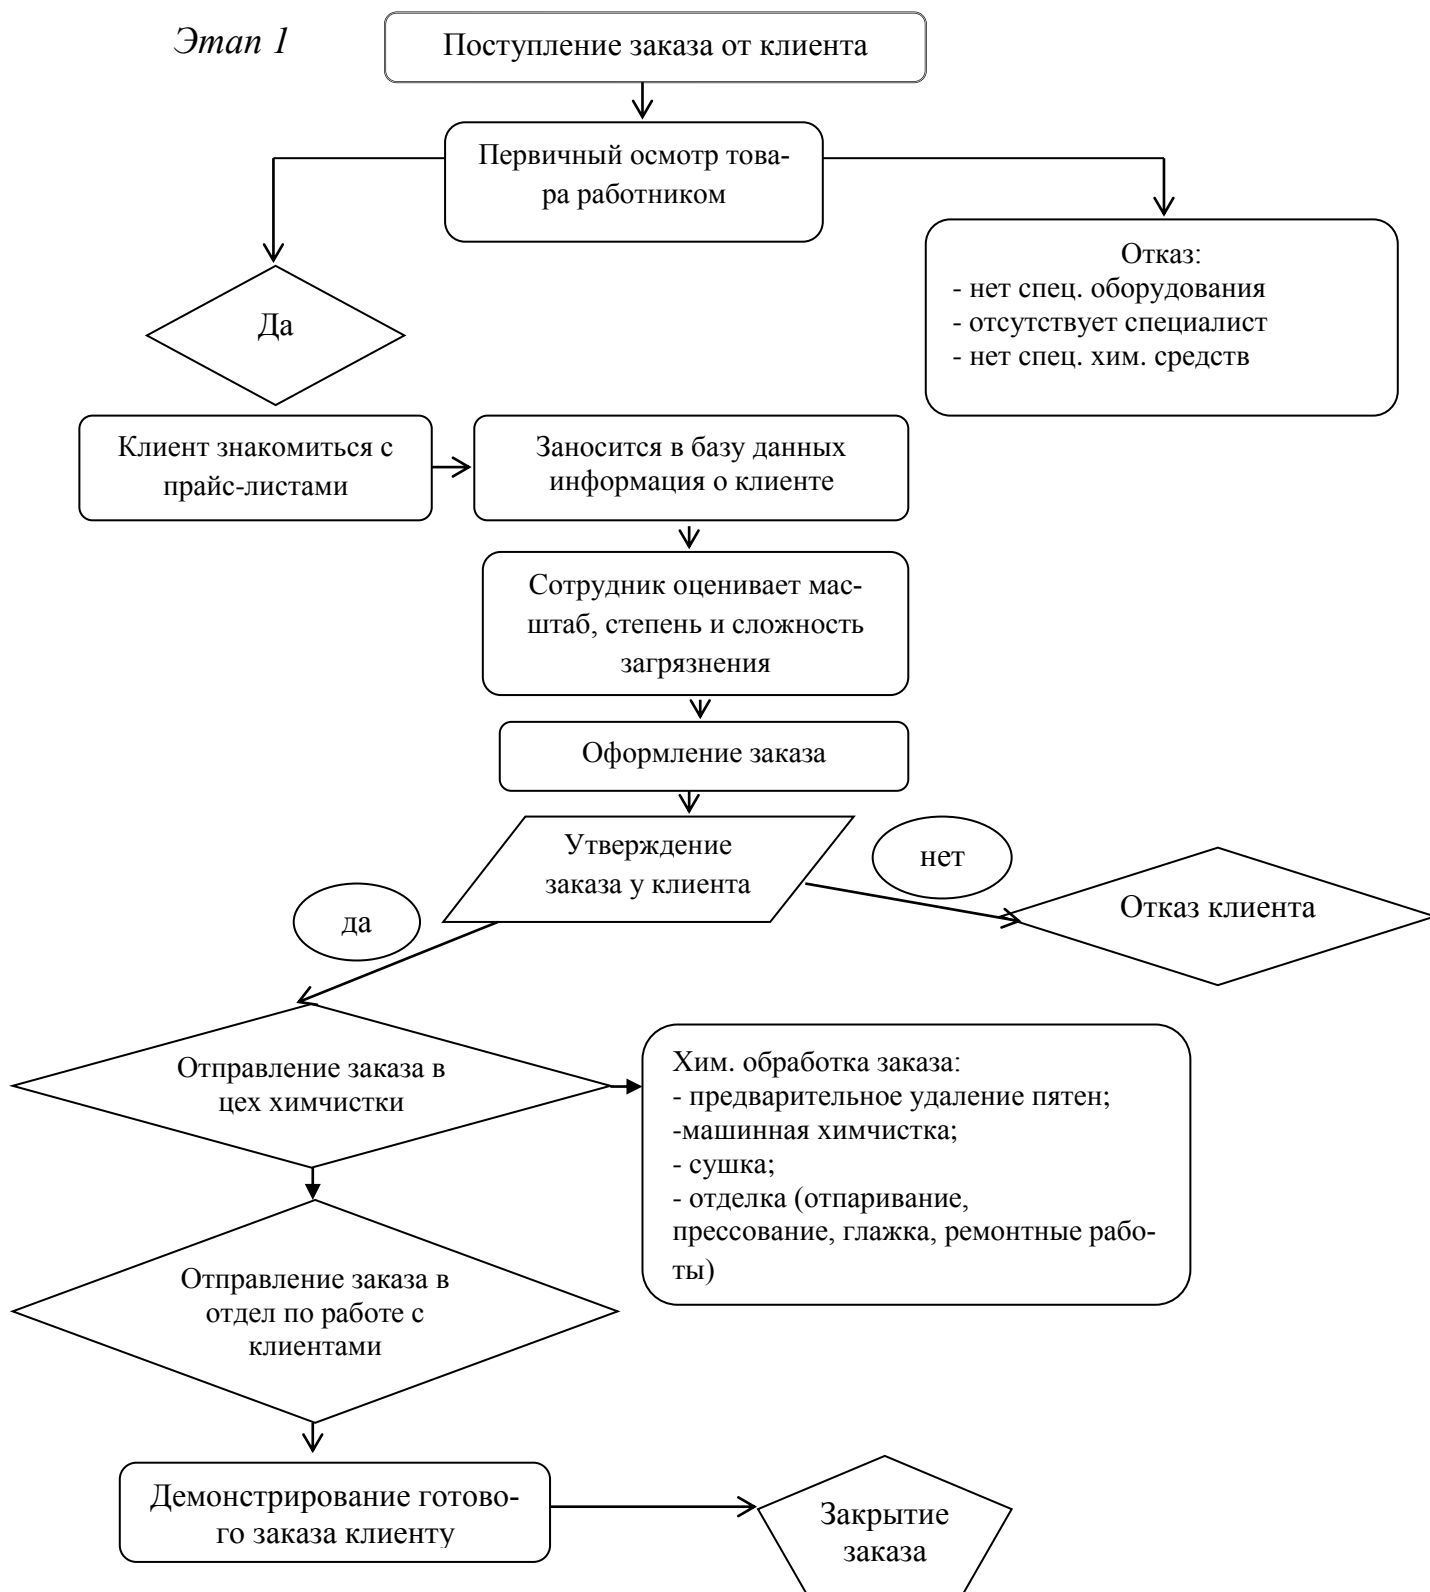 Этап 1
Поступление заказа от клиента
Первичный осмотр това-
ра работником
Отказ:
- нет спец. оборудования
- отсутствует специалист
- нет спец. хим. средств
Да
Клиент знакомиться с
прайс-листами
Заносится в базу данных
информация о клиенте
Сотрудник оценивает мас-
штаб, степень и сложность
загрязнения
Оформление заказа
Утверждение
заказа у клиента
нет
Отказ клиента
да
Отправление заказа в
цех химчистки
Хим. обработка заказа:
- предварительное удаление пятен;
-машинная химчистка;
- сушка;
- отделка (отпаривание,
прессование, глажка, ремонтные рабо-
ты)
Отправление заказа в
отдел по работе с
клиентами
Демонстрирование готово-
го заказа клиенту
Закрытие
заказа